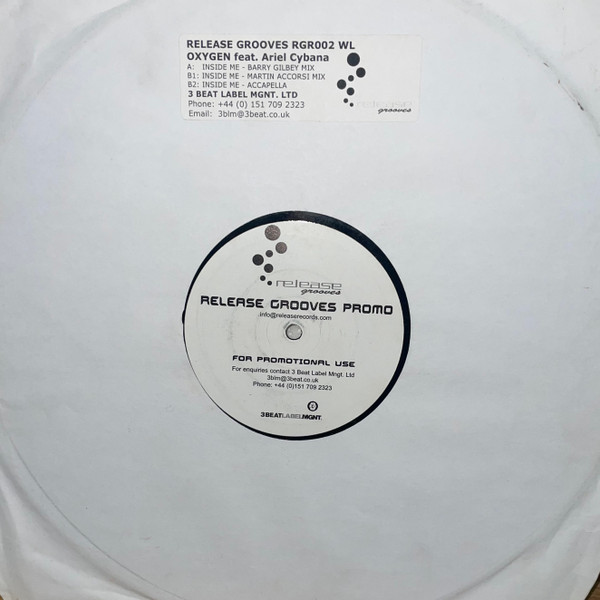 RELEASE GROOVES RGR002 WL
OXYGEN feat. Ariel Cybana
A: INSIDE ME - BARRY GILBEY MIX
B1: INSIDE ME - MARTIN ACCORSI MIX
B2: INSIDE ME - ACCAPELLA
3 BEAT LABEL MGNT. LTD
Phone: +44 (0) 151 709 2323
Email: 3blm@3beat.co.uk
release
grooves
release
grooves
RELEASE GROOVES PROMO
info@releaserecords.com
FOR PROMOTIONAL USE
For enquiries contact 3 Beat Label Mngt. Ltd
3blm@3beat.co.uk
Phone: +44 (0)151 709 2323
3BEATLABELMGNT.